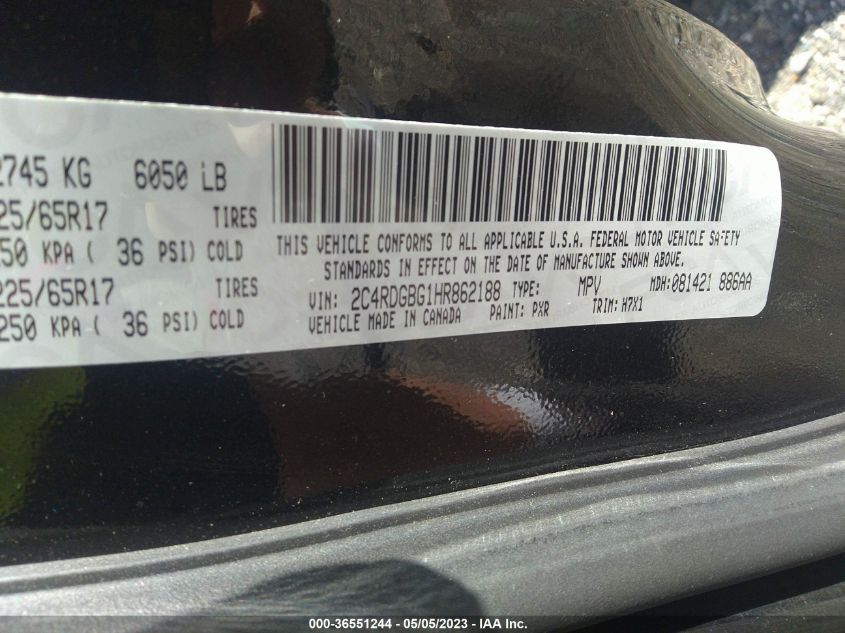 2745 KG 6050 LB
25/65R17 TIRES
250 KPA ( 36 PSI) COLD
225/65R17 TIRES
250 KPA ( 36 PSI) COLD
THIS VEHICLE CONFORMS TO ALL APPLICABLE U.S.A. FEDERAL MOTOR VEHICLE SAFETY
STANDARDS IN EFFECT ON THE DATE OF MANUFACTURE SHOWN ABOVE.
VIN: 2C4RDGBG1HR862188 TYPE: MPV MDH:081421 886AA
VEHICLE MADE IN CANADA PAINT: PXR TRIM: H7X1
000-36551244 - 05/05/2023 - IAA Inc.